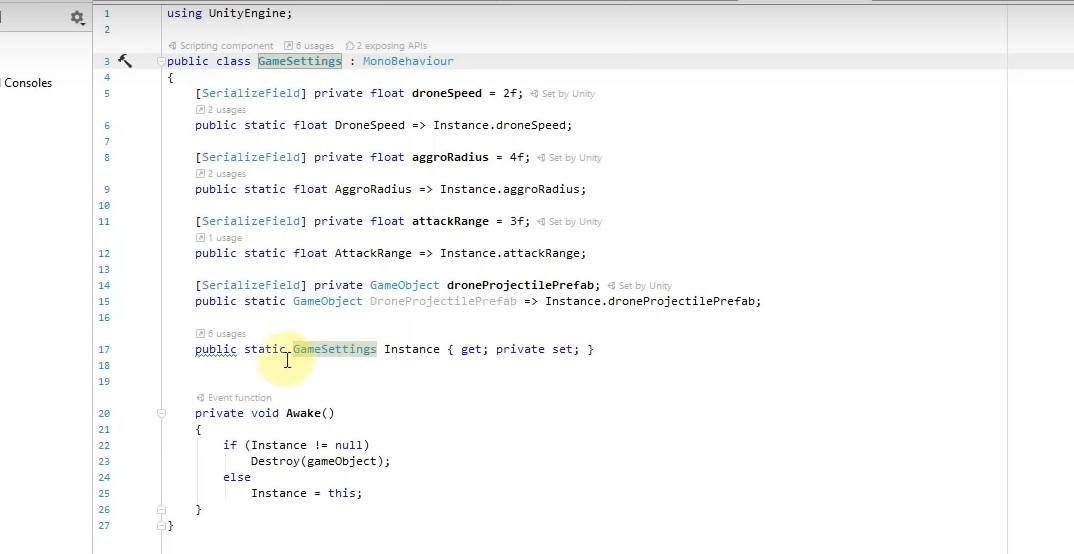 1 using UnityEngine;
2
Scripting component 6 usages 2 exposing APIs
3 public class GameSettings : MonoBehaviour
Consoles
4 {
5 [SerializeField] private float droneSpeed = 2f; Set by Unity
2 usages
6 public static float DroneSpeed => Instance.droneSpeed;
7
8 [SerializeField] private float aggroRadius = 4f; Set by Unity
2 usages
9 public static float AggroRadius => Instance.aggroRadius;
10
11 [SerializeField] private float attackRange = 3f; Set by Unity
1 usage
12 public static float AttackRange => Instance.attackRange;
13
14 [SerializeField] private GameObject droneProjectilePrefab; Set by Unity
15 public static GameObject DroneProjectilePrefab => Instance.droneProjectilePrefab;
16
6 usages
17 public static GameSettings Instance { get; private set; }
18
19
Event function
20 private void Awake()
21 {
22 if (Instance != null)
23 Destroy(gameObject);
24 else
25 Instance = this;
26 }
27 }